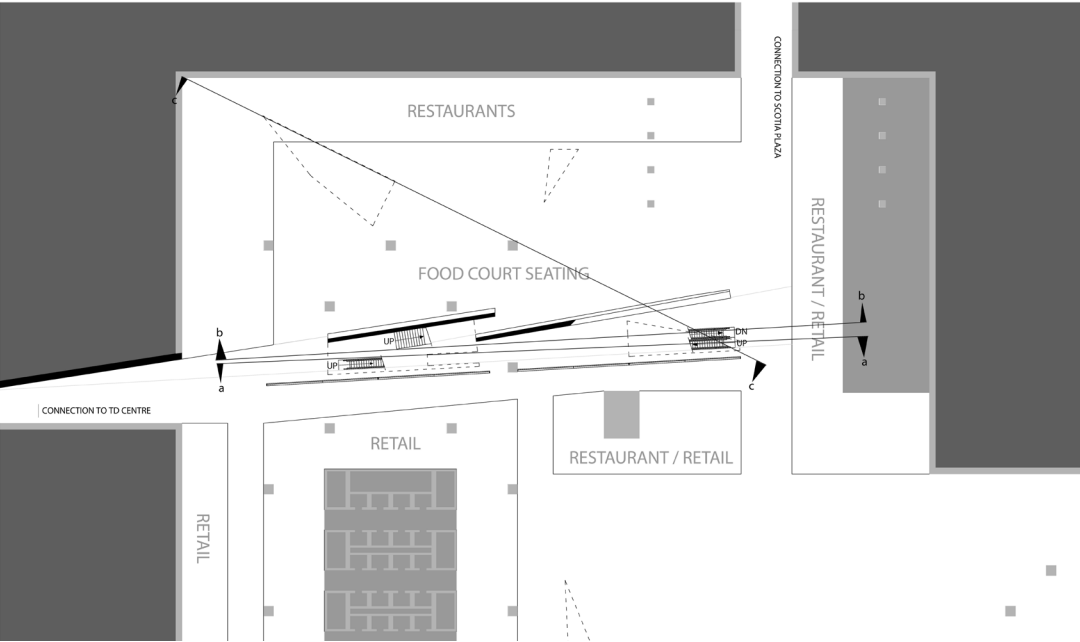 CONNECTION TO SCOTIA PLAZA
c
RESTAURANTS
RESTAURANT / RETAIL
FOOD COURT SEATING
b
b
DN
UP
UP
UP
a
a
c
CONNECTION TO TD CENTRE
RETAIL
RESTAURANT / RETAIL
RETAIL